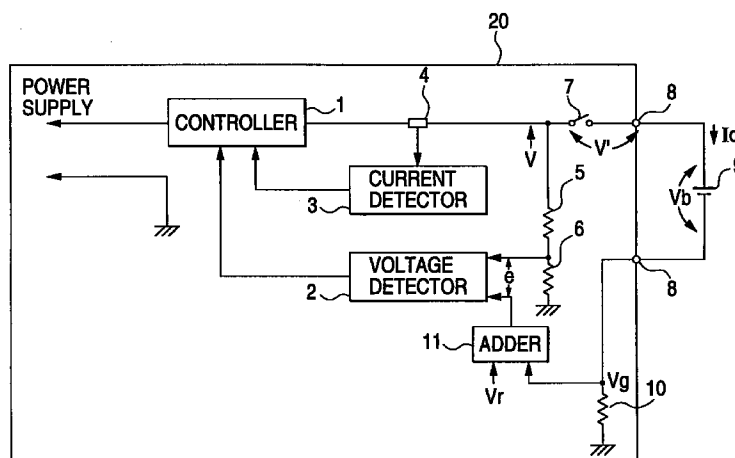 20
POWER
SUPPLY
1
CONTROLLER
4
7
8
V
V'
Ic
5
CURRENT
DETECTOR
3
Vb
9
6
VOLTAGE
DETECTOR
2
e
8
11
ADDER
Vr
Vg
10